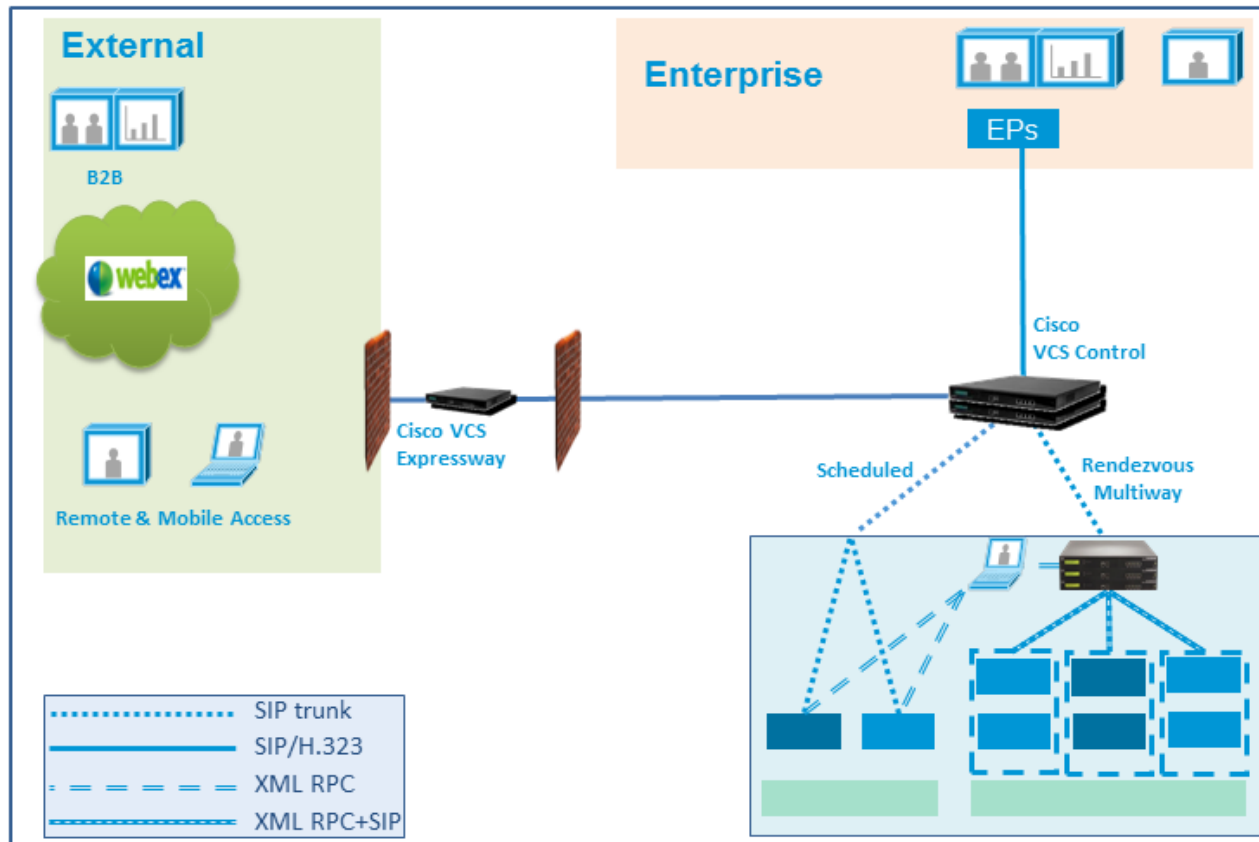 External
B2B
webex
Remote & Mobile Access
Enterprise
EPs
Cisco
VCS Control
Cisco VCS
Expressway
Scheduled
Rendezvous
Multiway
SIP trunk
SIP/H.323
XML RPC
XML RPC+SIP